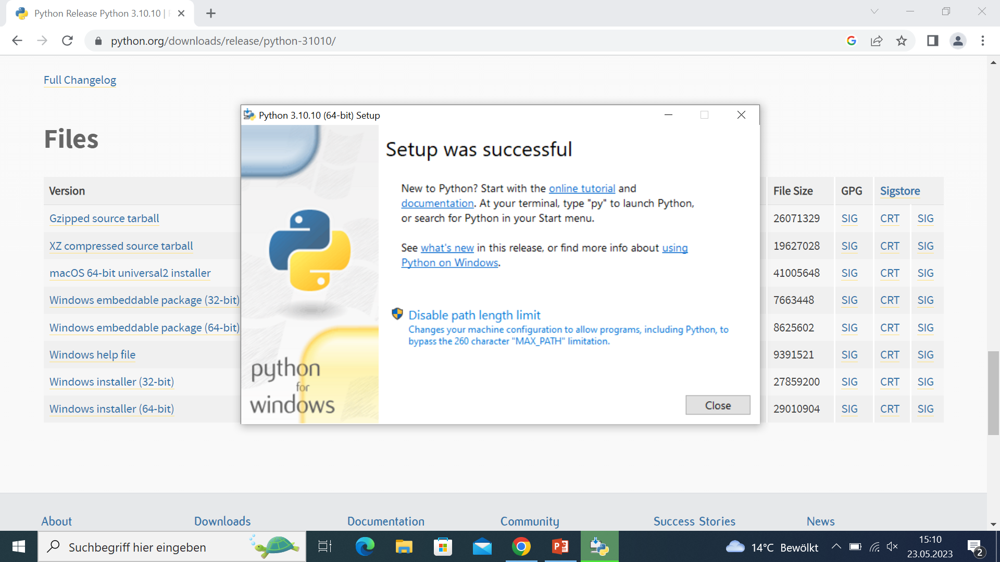 Python Release Python 3.10.10 |
python.org/downloads/release/python-31010/
Full Changelog
Files
Version
File Size
GPG
Sigstore
Gzipped source tarball
26071329
SIG
CRT
SIG
XZ compressed source tarball
19627028
SIG
CRT
SIG
macOS 64-bit universal2 installer
41005648
SIG
CRT
SIG
Windows embeddable package (32-bit)
7663448
SIG
CRT
SIG
Windows embeddable package (64-bit)
8625602
SIG
CRT
SIG
Windows help file
9391521
SIG
CRT
SIG
Windows installer (32-bit)
27859200
SIG
CRT
SIG
Windows installer (64-bit)
29010904
SIG
CRT
SIG
Python 3.10.10 (64-bit) Setup
Setup was successful
New to Python? Start with the online tutorial and
documentation. At your terminal, type "py" to launch Python,
or search for Python in your Start menu.
See what's new in this release, or find more info about using
Python on Windows.
Disable path length limit
Changes your machine configuration to allow programs, including Python, to
bypass the 260 character "MAX_PATH" limitation.
python
for
windows
Close
About
Downloads
Documentation
Community
Success Stories
News
Suchbegriff hier eingeben
14°C Bewölkt
15:10
23.05.2023
2